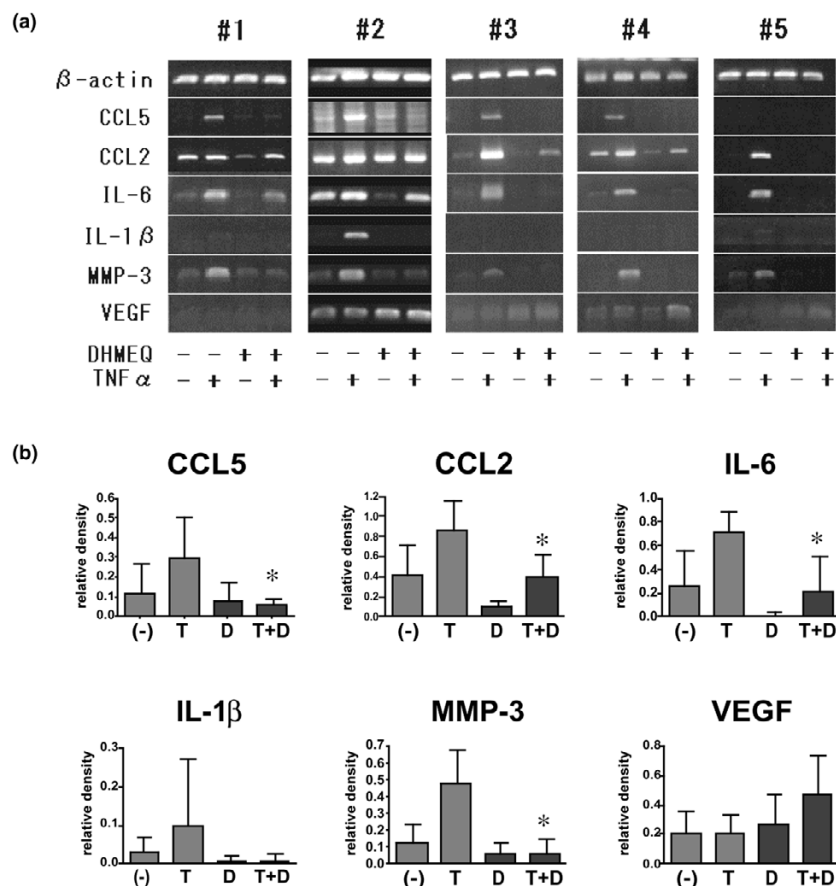 (a)
#1 #2 #3 #4 #5
β-actin
CCL5
CCL2
IL-6
IL-1β
MMP-3
VEGF
DHMEQ − − + + − − + + − − + + − − + + − − + +
TNFα − + − + − + − + − + − + − + − + − + − +
(b)
CCL5
relative density
0.6
0.5
0.4
0.3
0.2
0.1
0.0
*
(-) T D T+D
CCL2
relative density
1.2
1.0
0.8
0.6
0.4
0.2
0.0
*
(-) T D T+D
IL-6
relative density
1.0
0.8
0.6
0.4
0.2
0.0
*
(-) T D T+D
IL-1β
relative density
0.3
0.2
0.1
0.0
(-) T D T+D
MMP-3
relative density
0.7
0.6
0.5
0.4
0.3
0.2
0.1
0
*
(-) T D T+D
VEGF
relative density
0.8
0.6
0.4
0.2
0.0
(-) T D T+D